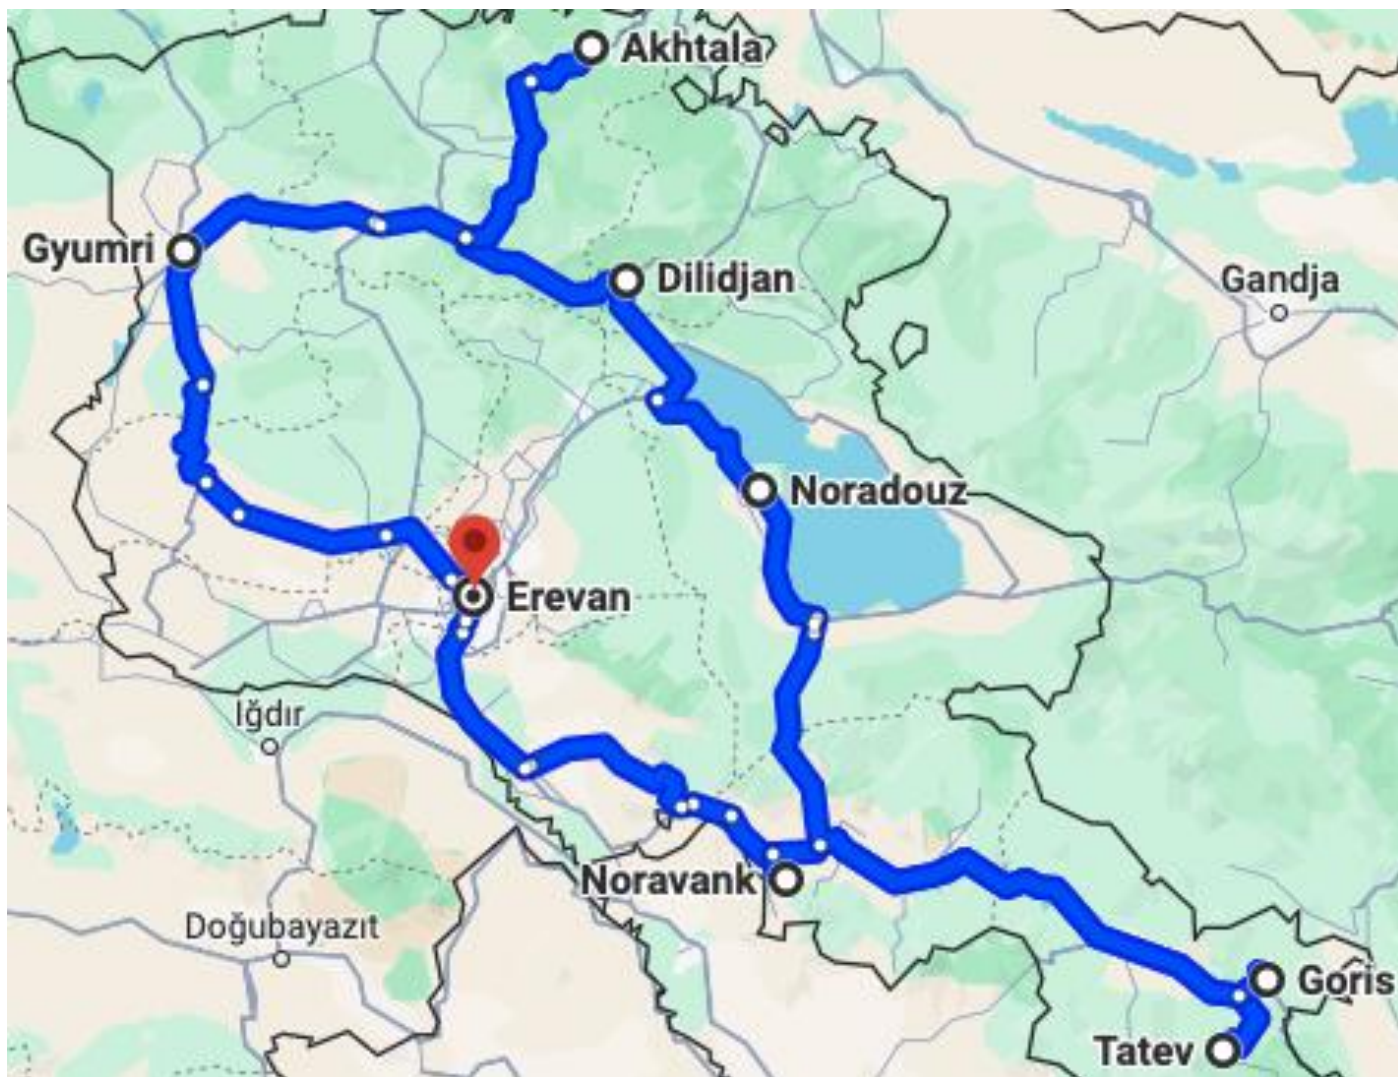 Akhtala
Gyumri
Dilidjan
Gandja
Noradouz
Erevan
Iğdır
Noravank
Doğubayazıt
Goris
Tatev